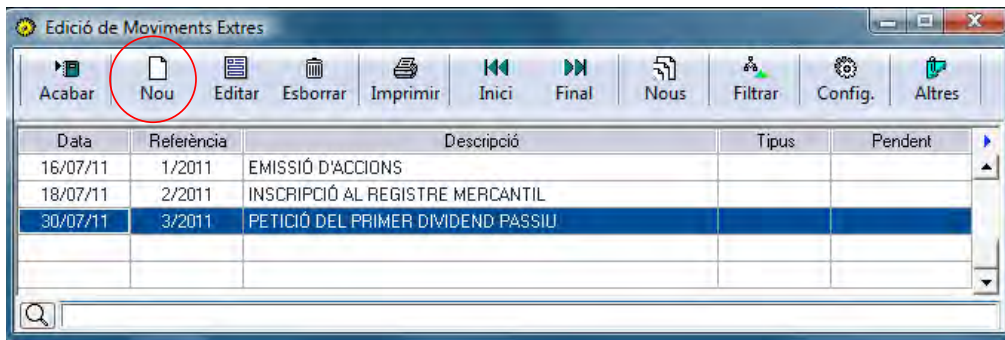 Edició de Moviments Extres
Acabar Nou Editar Esborrar Imprimir Inici Final Nous Filtrar Config. Altres
Data Referència Descripció Tipus Pendent
16/07/11 1/2011 EMISSIÓ D'ACCIONS
18/07/11 2/2011 INSCRIPCIÓ AL REGISTRE MERCANTIL
30/07/11 3/2011 PETICIÓ DEL PRIMER DIVIDEND PASSIU